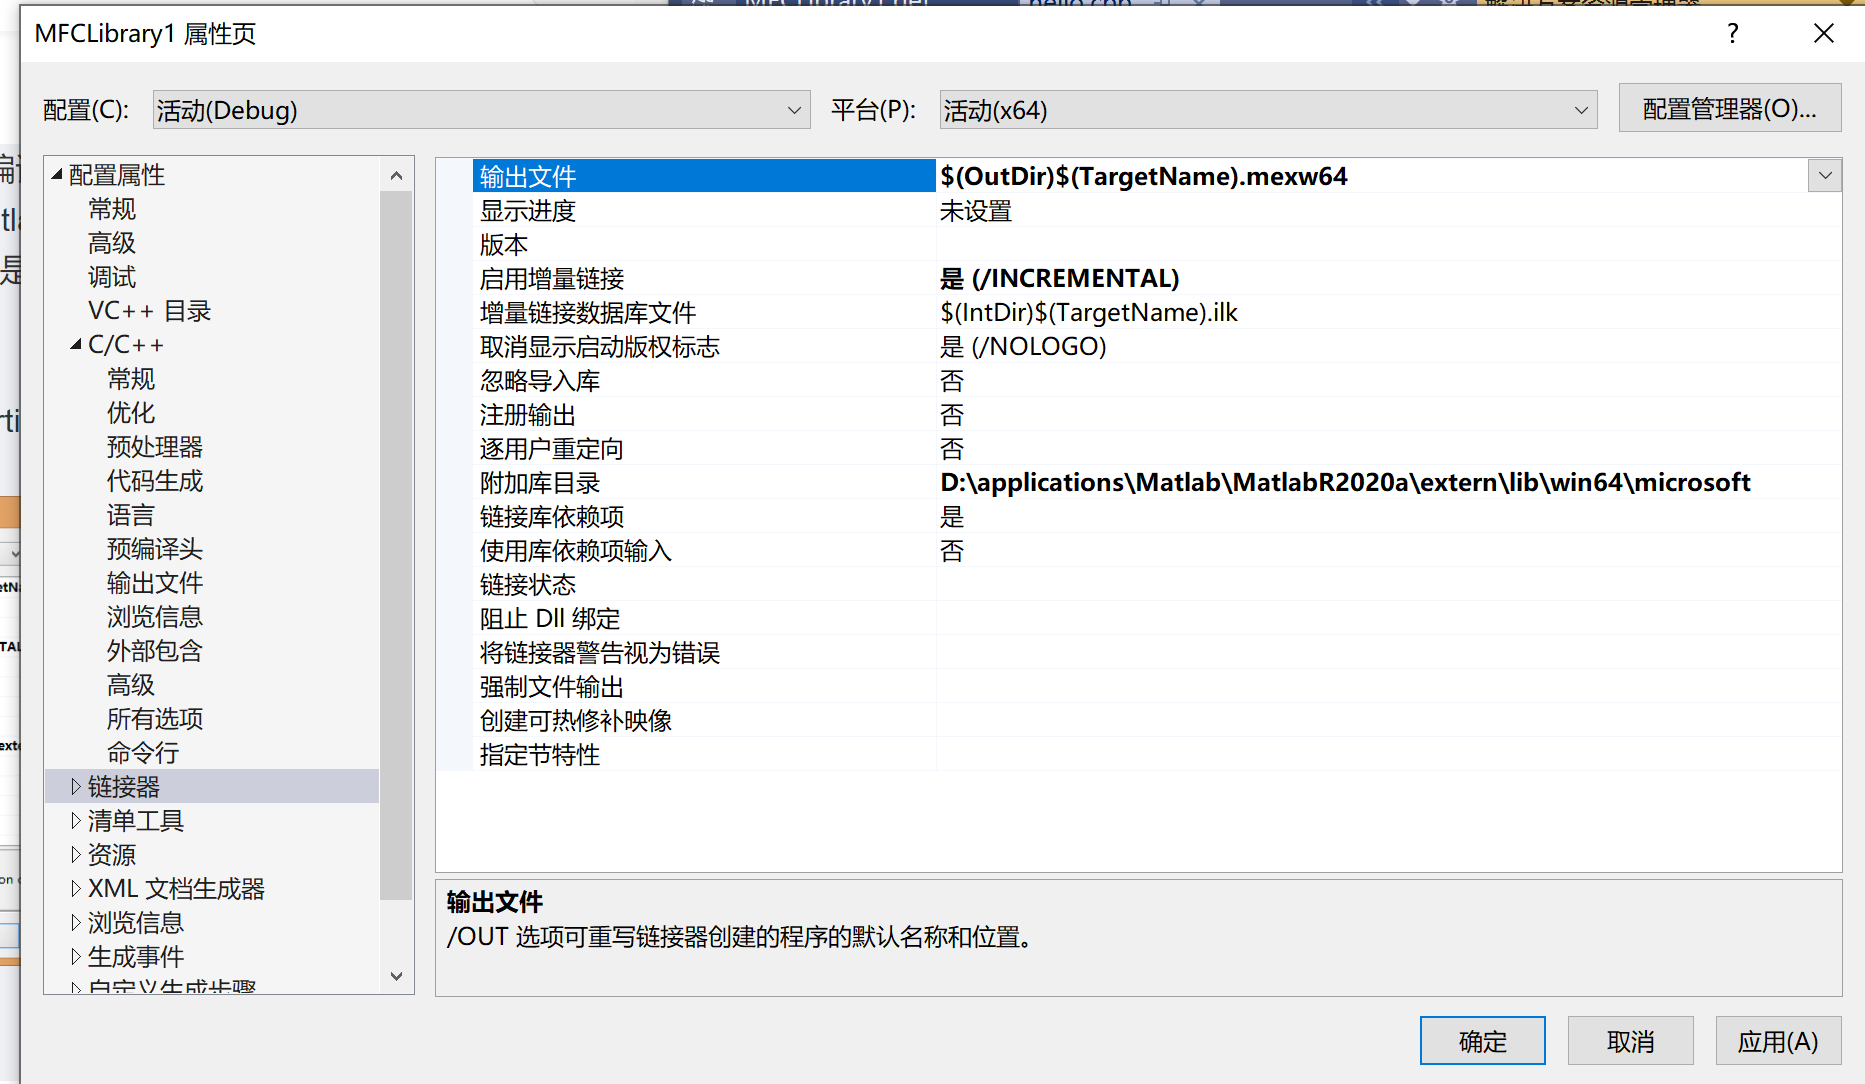 MFCLibrary1 属性页
?
配置(C):
活动(Debug)
平台(P):
活动(x64)
配置管理器(O)...
配置属性
常规
高级
调试
VC++ 目录
C/C++
常规
优化
预处理器
代码生成
语言
预编译头
输出文件
浏览信息
外部包含
高级
所有选项
命令行
链接器
清单工具
资源
XML 文档生成器
浏览信息
生成事件
自定义生成步骤
输出文件 $(OutDir)$(TargetName).mexw64
显示进度 未设置
版本
启用增量链接 是 (/INCREMENTAL)
增量链接数据库文件 $(IntDir)$(TargetName).ilk
取消显示启动版权标志 是 (/NOLOGO)
忽略导入库 否
注册输出 否
逐用户重定向 否
附加库目录 D:\applications\Matlab\MatlabR2020a\extern\lib\win64\microsoft
链接库依赖项 是
使用库依赖项输入 否
链接状态
阻止 Dll 绑定
将链接器警告视为错误
强制文件输出
创建可热修补映像
指定节特性
输出文件
/OUT 选项可重写链接器创建的程序的默认名称和位置。
确定
取消
应用(A)